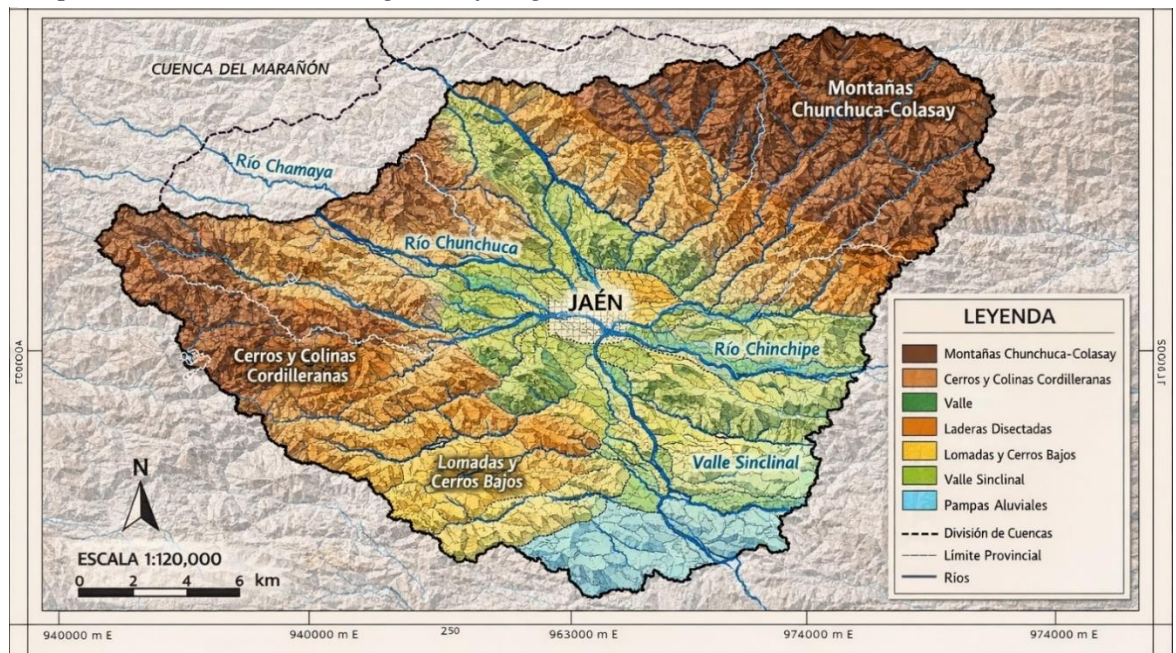 CUENCA DEL MARAÑÓN
Montañas
Chunchuca-Colasay
Río Chamaya
Río Chunchuca
JAÉN
Río Chinchipe
Cerros y Colinas
Cordilleranas
Lomadas y
Cerros Bajos
Valle Sinclinal
N
ESCALA 1:120,000
0 2 4 6 km
LEYENDA
Montañas Chunchuca-Colasay
Cerros y Colinas Cordilleranas
Valle
Laderas Disectadas
Lomadas y Cerros Bajos
Valle Sinclinal
Pampas Aluviales
División de Cuencas
Límite Provincial
Ríos
940000 m E 940000 m E 250 963000 m E 974000 m E 974000 m E